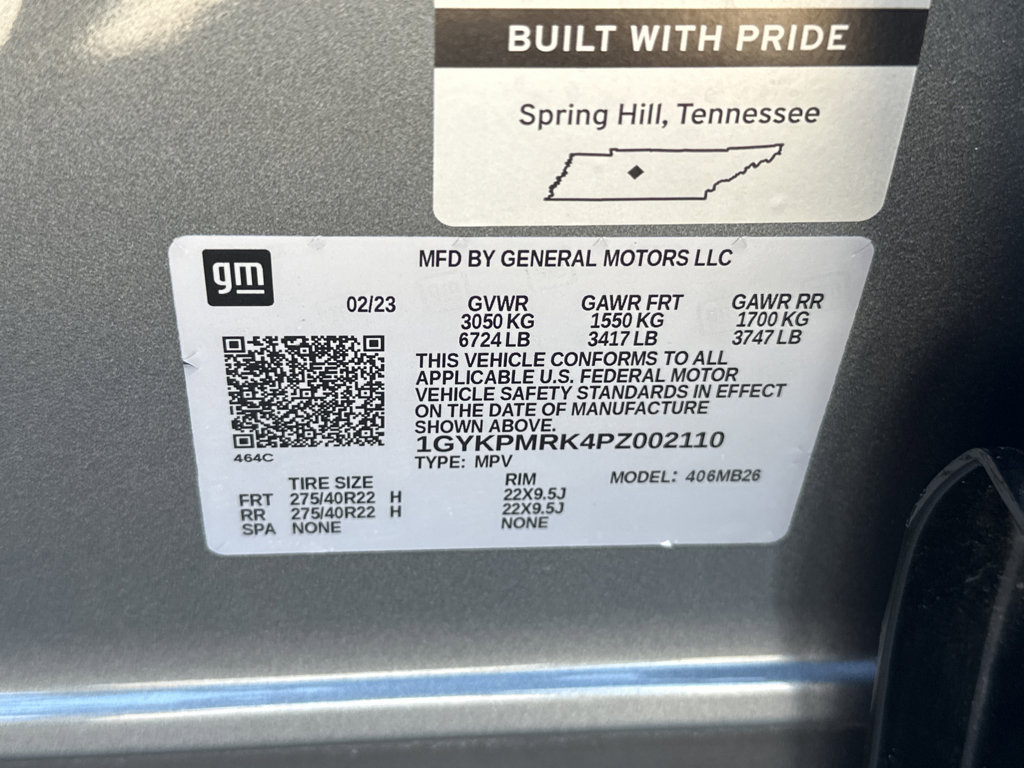 BUILT WITH PRIDE
Spring Hill, Tennessee
gm
MFD BY GENERAL MOTORS LLC
02/23 GVWR GAWR FRT GAWR RR
3050 KG 1550 KG 1700 KG
6724 LB 3417 LB 3747 LB
THIS VEHICLE CONFORMS TO ALL
APPLICABLE U.S. FEDERAL MOTOR
VEHICLE SAFETY STANDARDS IN EFFECT
ON THE DATE OF MANUFACTURE
SHOWN ABOVE.
1GYKPMRK4PZ002110
464C
TYPE: MPV MODEL: 406MB26
TIRE SIZE RIM
FRT 275/40R22 H 22X9.5J
RR 275/40R22 H 22X9.5J
SPA NONE NONE